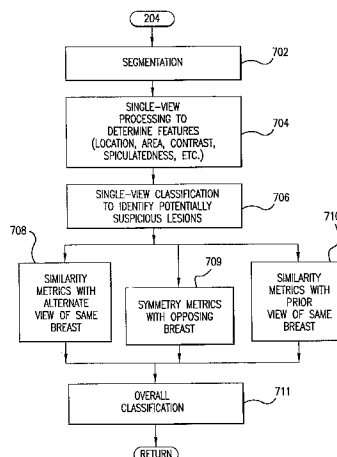 204
SEGMENTATION
702
SINGLE-VIEW
PROCESSING TO
DETERMINE FEATURES
(LOCATION, AREA, CONTRAST,
SPICULATEDNESS, ETC.)
704
SINGLE-VIEW CLASSIFICATION
TO IDENTIFY POTENTIALLY
SUSPICIOUS LESIONS
706
708
SIMILARITY
METRICS WITH
ALTERNATE
VIEW OF SAME
BREAST
709
SYMMETRY METRICS
WITH OPPOSING
BREAST
710
SIMILARITY
METRICS WITH
PRIOR
VIEW OF SAME
BREAST
OVERALL
CLASSIFICATION
711
RETURN